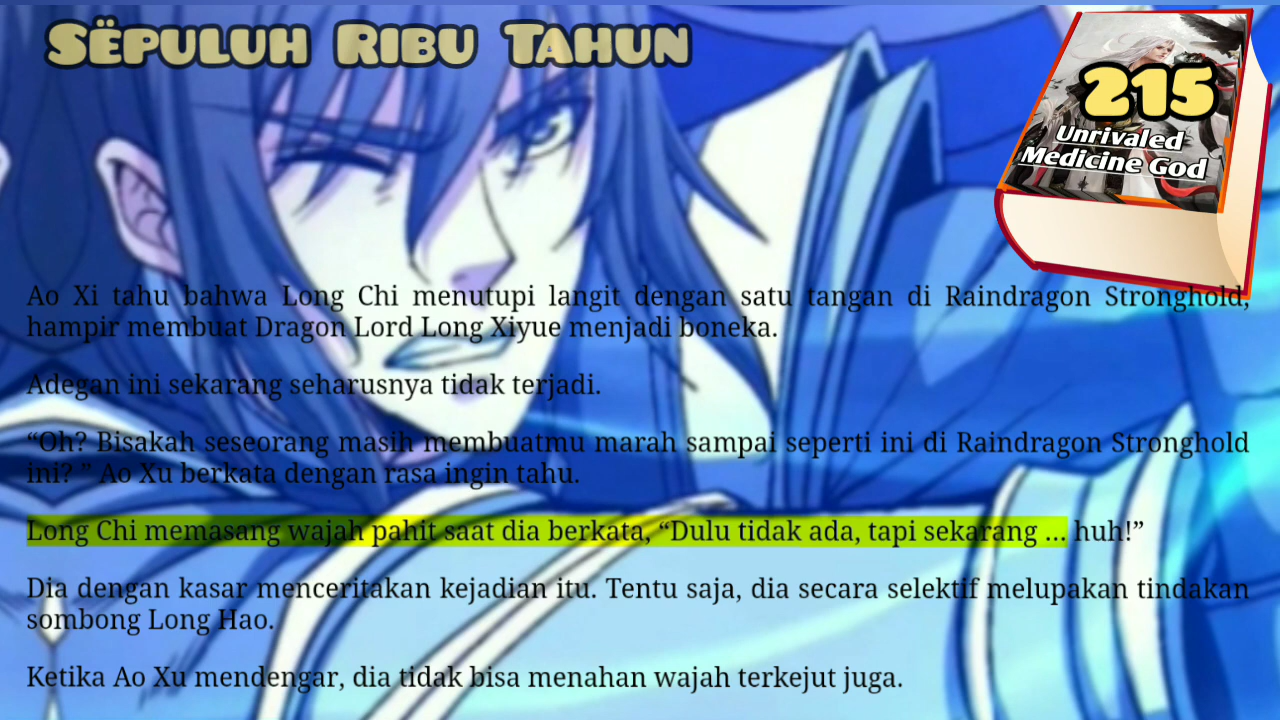 Sëpuluh Ribu Tahun
215
Unrivaled
Medicine God
Ao Xi tahu bahwa Long Chi menutupi langit dengan satu tangan di Raindragon Stronghold,
hampir membuat Dragon Lord Long Xiyue menjadi boneka.
Adegan ini sekarang seharusnya tidak terjadi.
“Oh? Bisakah seseorang masih membuatmu marah sampai seperti ini di Raindragon Stronghold
ini? ” Ao Xu berkata dengan rasa ingin tahu.
Long Chi memasang wajah pahit saat dia berkata, “Dulu tidak ada, tapi sekarang ... huh!”
Dia dengan kasar menceritakan kejadian itu. Tentu saja, dia secara selektif melupakan tindakan
sombong Long Hao.
Ketika Ao Xu mendengar, dia tidak bisa menahan wajah terkejut juga.